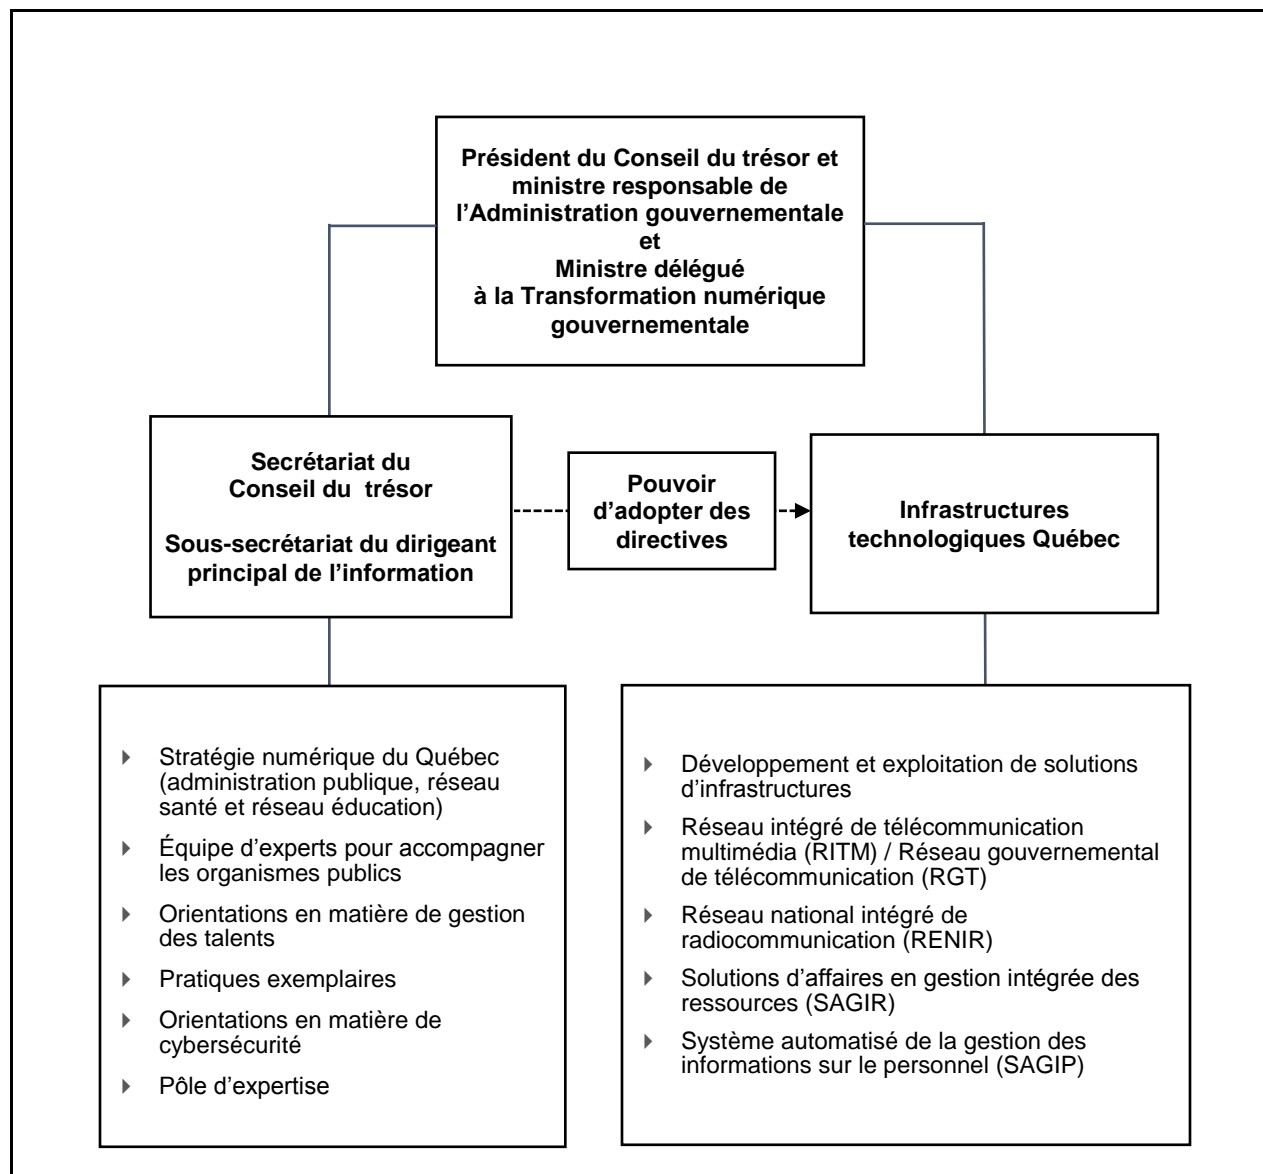 Président du Conseil du trésor et
ministre responsable de
l’Administration gouvernementale
et
Ministre délégué
à la Transformation numérique
gouvernementale
Secrétariat du
Conseil du trésor
Sous-secrétariat du dirigeant
principal de l’information
Pouvoir
d’adopter des
directives
Infrastructures
technologiques Québec
Stratégie numérique du Québec
(administration publique, réseau
santé et réseau éducation)
Équipe d’experts pour accompagner
les organismes publics
Orientations en matière de gestion
des talents
Pratiques exemplaires
Orientations en matière de
cybersécurité
Pôle d’expertise
Développement et exploitation de solutions
d’infrastructures
Réseau intégré de télécommunication
multimédia (RITM) / Réseau gouvernemental
de télécommunication (RGT)
Réseau national intégré de
radiocommunication (RENIR)
Solutions d’affaires en gestion intégrée des
ressources (SAGIR)
Système automatisé de la gestion des
informations sur le personnel (SAGIP)